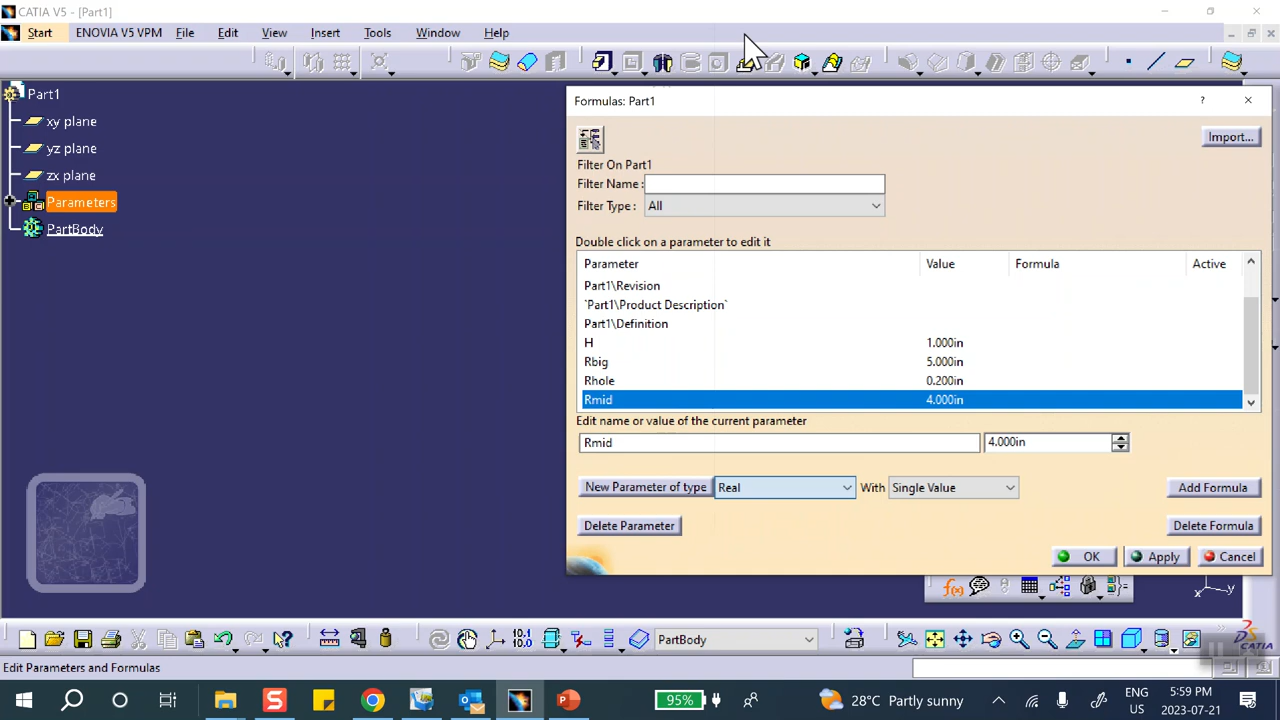 CATIA V5 - [Part1]
Start ENOVIA V5 VPM File Edit View Insert Tools Window Help
Part1
xy plane
yz plane
zx plane
Parameters
PartBody
Formulas: Part1
?
Import...
Filter On Part1
Filter Name :
Filter Type : All
Double click on a parameter to edit it
Parameter Value Formula Active
Part1\Revision
`Part1\Product Description`
Part1\Definition
H 1.000in
Rbig 5.000in
Rhole 0.200in
Rmid 4.000in
Edit name or value of the current parameter
Rmid 4.000in
New Parameter of type Real With Single Value Add Formula
Delete Parameter Delete Formula
OK Apply Cancel
f(x)
x y
10.1
10.0
PartBody
CATIA
Edit Parameters and Formulas
95% 28°C Partly sunny ENG US 5:59 PM 2023-07-21